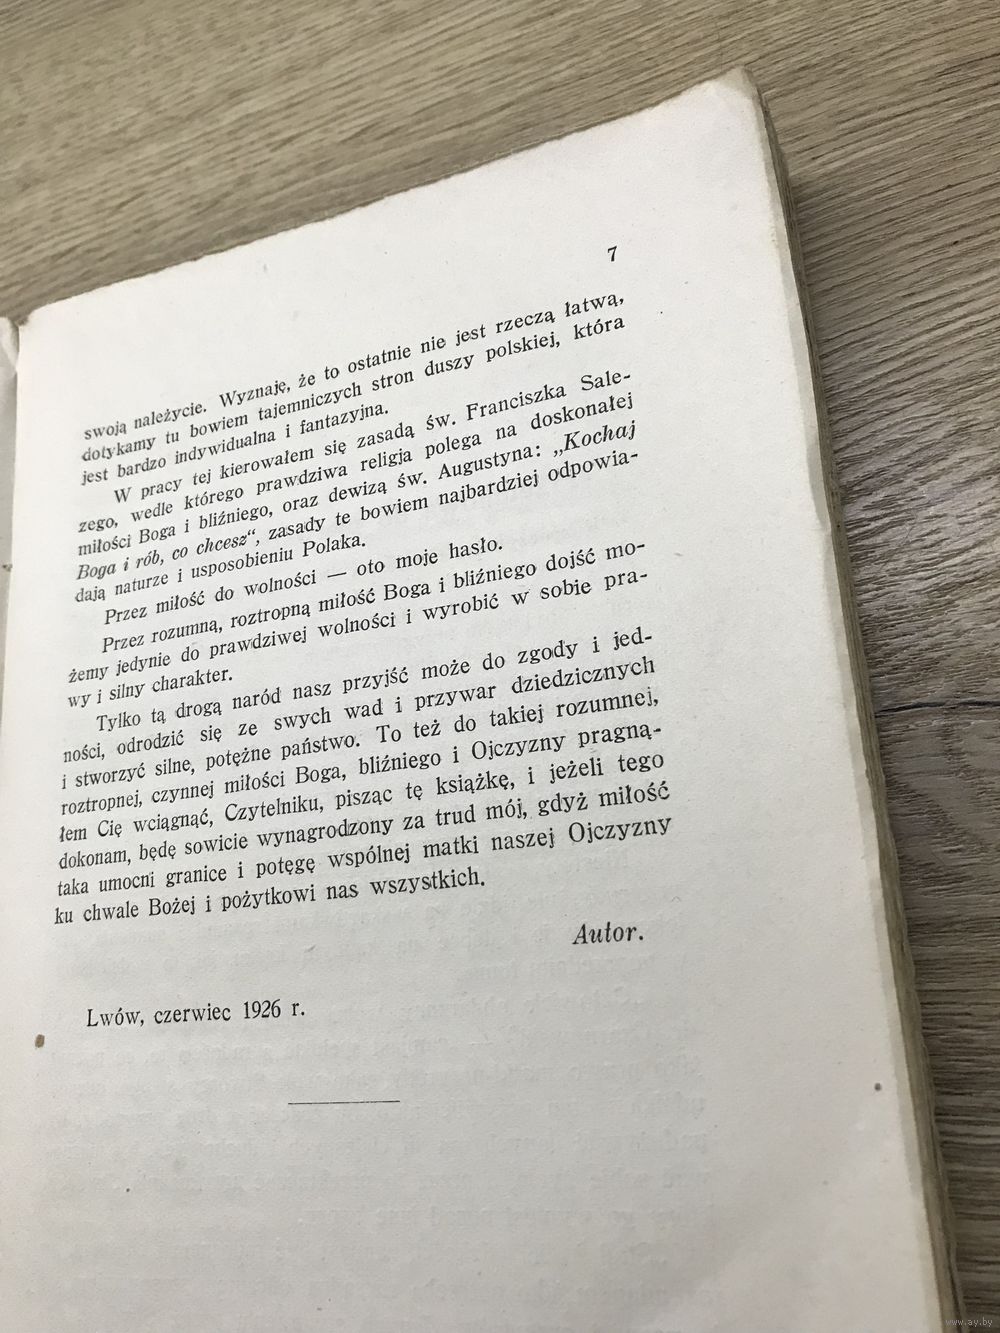 7
swoją należycie. Wyznaję, że to ostatnie nie jest rzeczą łatwą,
dotykamy tu bowiem tajemniczych stron duszy polskiej, która
jest bardzo indywidualna i fantazyjna.
W pracy tej kierowałem się zasadą św. Franciszka Sale-
zego, wedle którego prawdziwa religja polega na doskonałej
miłości Boga i bliźniego, oraz dewizą św. Augustyna: „Kochaj
Boga i rób, co chcesz“, zasady te bowiem najbardziej odpowia-
dają naturze i usposobieniu Polaka.
Przez miłość do wolności — oto moje hasło.
Przez rozumną, roztropną miłość Boga i bliźniego dojść mo-
żemy jedynie do prawdziwej wolności i wyrobić w sobie pra-
wy i silny charakter.
Tylko tą drogą naród nasz przyjść może do zgody i jed-
ności, odrodzić się ze swych wad i przywar dziedzicznych
i stworzyć silne, potężne państwo. To też do takiej rozumnej,
roztropnej, czynnej miłości Boga, bliźniego i Ojczyzny pragną-
łem Cię wciągnąć, Czytelniku, pisząc tę książkę, i jeżeli tego
dokonam, będę sowicie wynagrodzony za trud mój, gdyż miłość
taka umocni granice i potęgę wspólnej matki naszej Ojczyzny
ku chwale Bożej i pożytkowi nas wszystkich.
Autor.
Lwów, czerwiec 1926 r.
www.ay.by